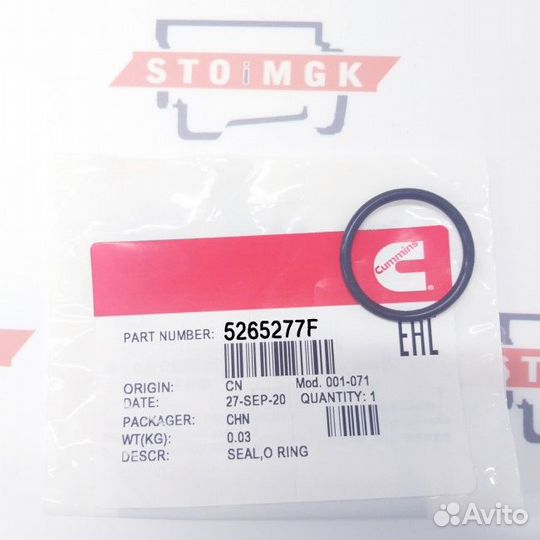 STOiMGK
Cummins
PART NUMBER: 5265277F
EAC
ORIGIN: CN Mod. 001-071
DATE: 27-SEP-20 QUANTITY: 1
PACKAGER: CHN
WT(KG): 0.03
DESCR: SEAL,O RING
Avito